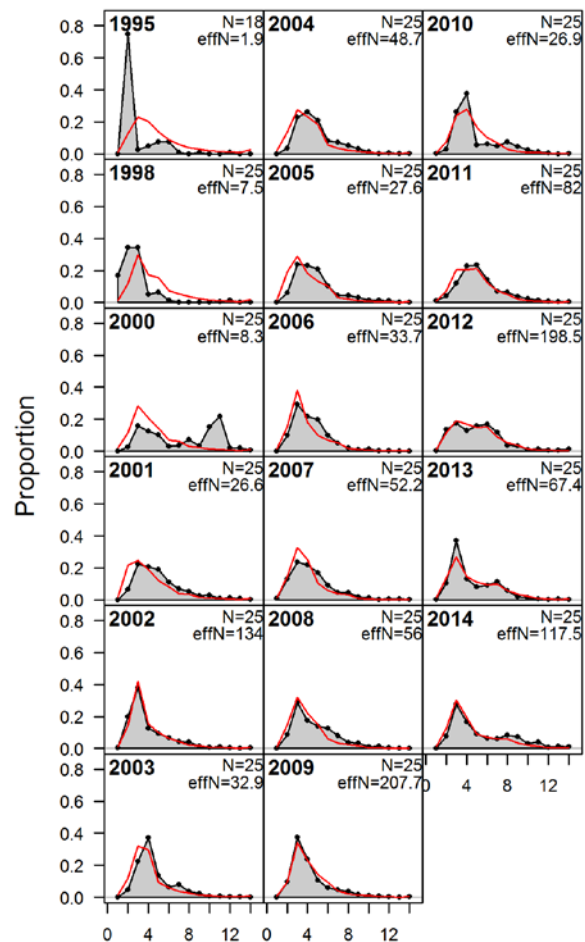 Proportion
0.8
0.6
0.4
0.2
0.0
1995
N=18
effN=1.9
2004
N=25
effN=48.7
2010
N=25
effN=26.9
0.8
0.6
0.4
0.2
0.0
1998
N=25
effN=7.5
2005
N=25
effN=27.6
2011
N=25
effN=82
0.8
0.6
0.4
0.2
0.0
2000
N=25
effN=8.3
2006
N=25
effN=33.7
2012
N=25
effN=198.5
0.8
0.6
0.4
0.2
0.0
2001
N=25
effN=26.6
2007
N=25
effN=52.2
2013
N=25
effN=67.4
0.8
0.6
0.4
0.2
0.0
2002
N=25
effN=134
2008
N=25
effN=56
2014
N=25
effN=117.5
0 4 8 12
0.8
0.6
0.4
0.2
0.0
2003
N=25
effN=32.9
2009
N=25
effN=207.7
0 4 8 12
0 4 8 12